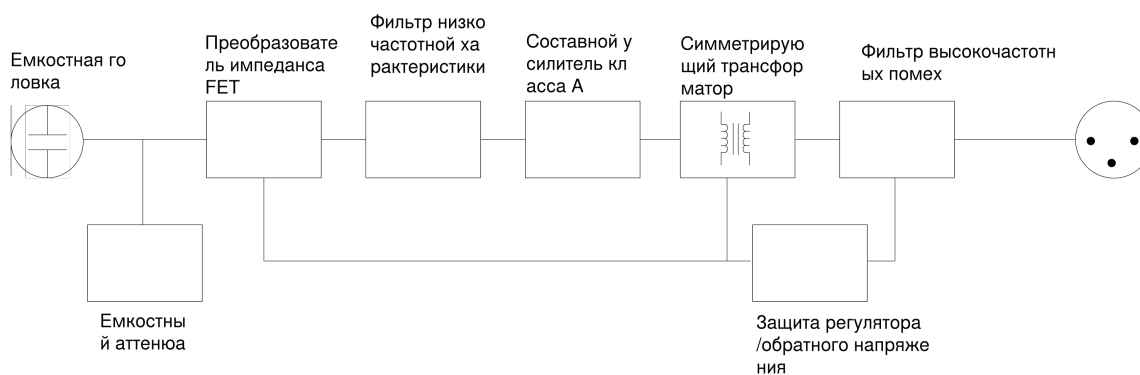 Емкостная го
ловка
Преобразовате
ль импеданса
FET
Фильтр низко
частотной ха
рактеристики
Составной у
силитель кл
асса А
Симметрирую
щий трансфор
матор
Фильтр высокочастотн
ых помех
Емкостны
й аттенюа
Защита регулятора
/обратного напряже
ния